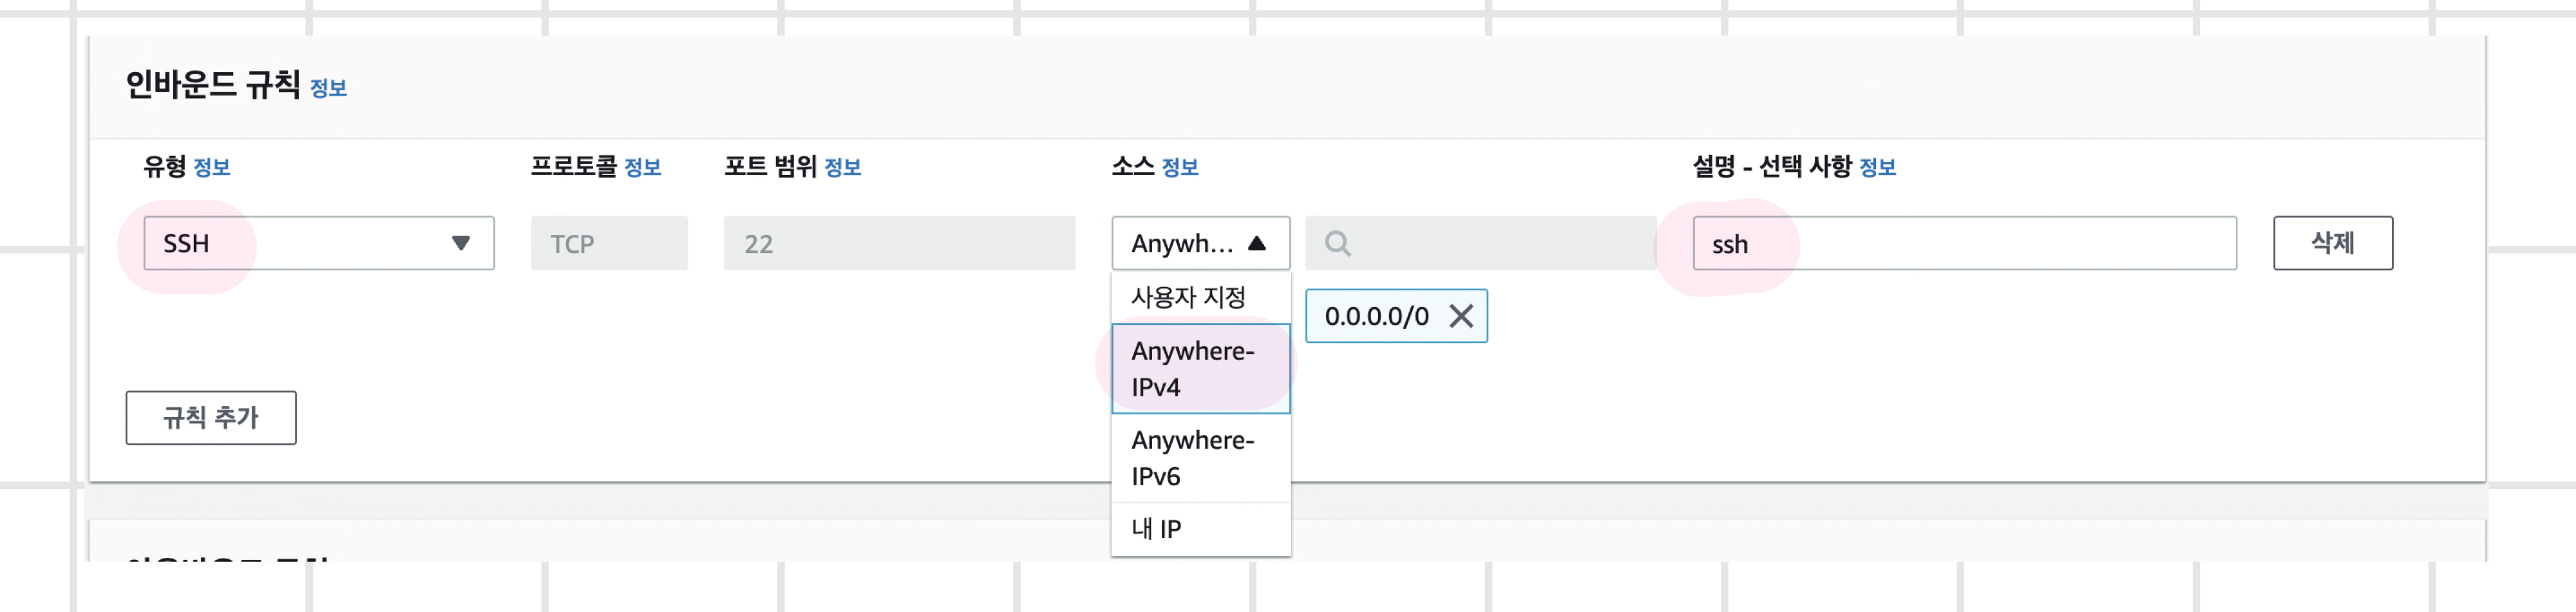 인바운드 규칙 정보
유형 정보
프로토콜 정보
포트 범위 정보
소스 정보
설명 - 선택 사항 정보
SSH
TCP
22
Anywh...
ssh
삭제
사용자 지정
0.0.0.0/0
Anywhere-
IPv4
Anywhere-
IPv6
내 IP
규칙 추가